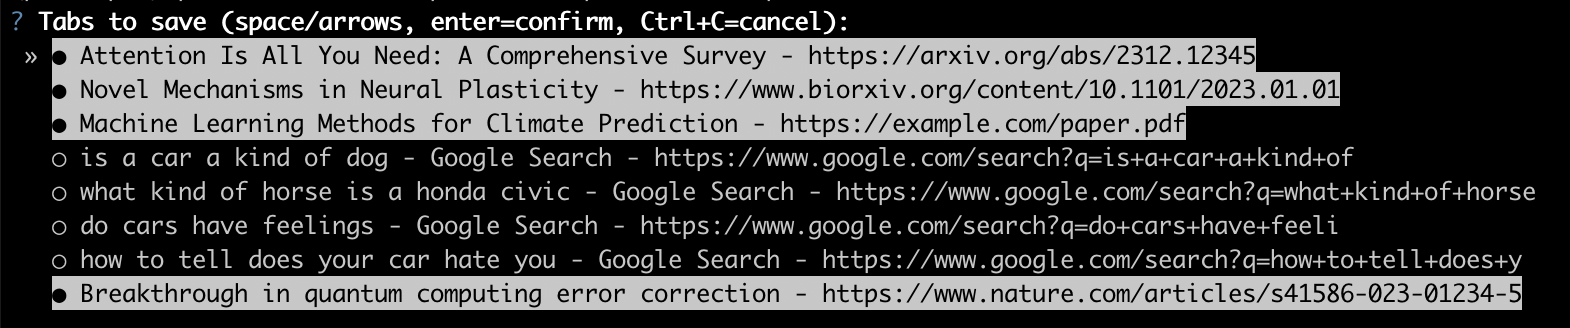 ? Tabs to save (space/arrows, enter=confirm, Ctrl+C=cancel):
» ● Attention Is All You Need: A Comprehensive Survey - https://arxiv.org/abs/2312.12345
● Novel Mechanisms in Neural Plasticity - https://www.biorxiv.org/content/10.1101/2023.01.01
● Machine Learning Methods for Climate Prediction - https://example.com/paper.pdf
○ is a car a kind of dog - Google Search - https://www.google.com/search?q=is+a+car+a+kind+of
○ what kind of horse is a honda civic - Google Search - https://www.google.com/search?q=what+kind+of+horse
○ do cars have feelings - Google Search - https://www.google.com/search?q=do+cars+have+feeli
○ how to tell does your car hate you - Google Search - https://www.google.com/search?q=how+to+tell+does+y
● Breakthrough in quantum computing error correction - https://www.nature.com/articles/s41586-023-01234-5